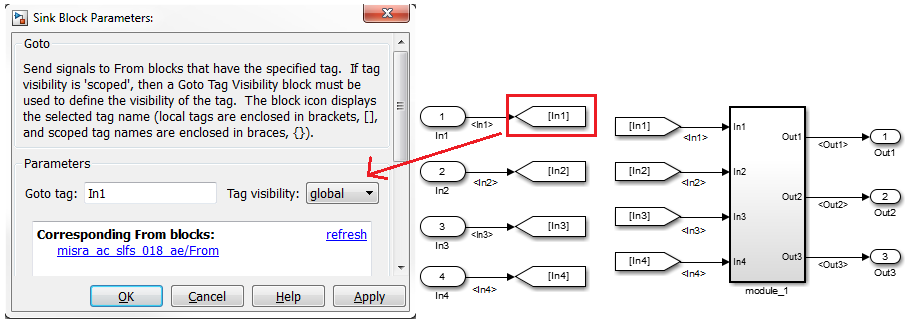 Sink Block Parameters:
Goto
Send signals to From blocks that have the specified tag. If tag
visibility is 'scoped', then a Goto Tag Visibility block must be
used to define the visibility of the tag. The block icon displays
the selected tag name (local tags are enclosed in brackets, [],
and scoped tag names are enclosed in braces, {}).
Parameters
Goto tag: In1 Tag visibility: global
Corresponding From blocks: refresh
misra_ac_slfs_018_ae/From
OK Cancel Help Apply
1 <In1> [In1]
In1
2 <In2> [In2]
In2
3 <In3> [In3]
In3
4 <In4> [In4]
In4
[In1] <In1> In1
[In2] <In2> In2
[In3] <In3> In3
[In4] <In4> In4
Out1 <Out1> 1
Out1
Out2 <Out2> 2
Out2
Out3 <Out3> 3
Out3
module_1